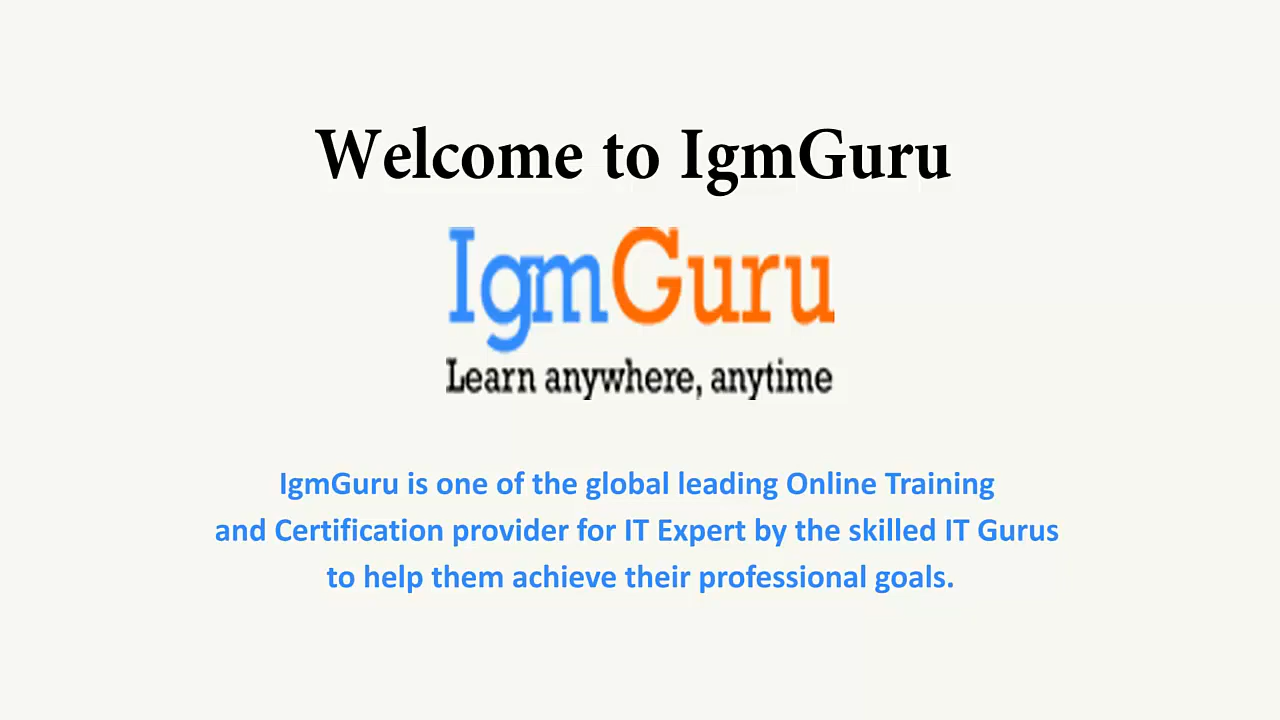 Welcome to IgmGuru
IgmGuru
Learn anywhere, anytime
IgmGuru is one of the global leading Online Training
and Certification provider for IT Expert by the skilled IT Gurus
to help them achieve their professional goals.